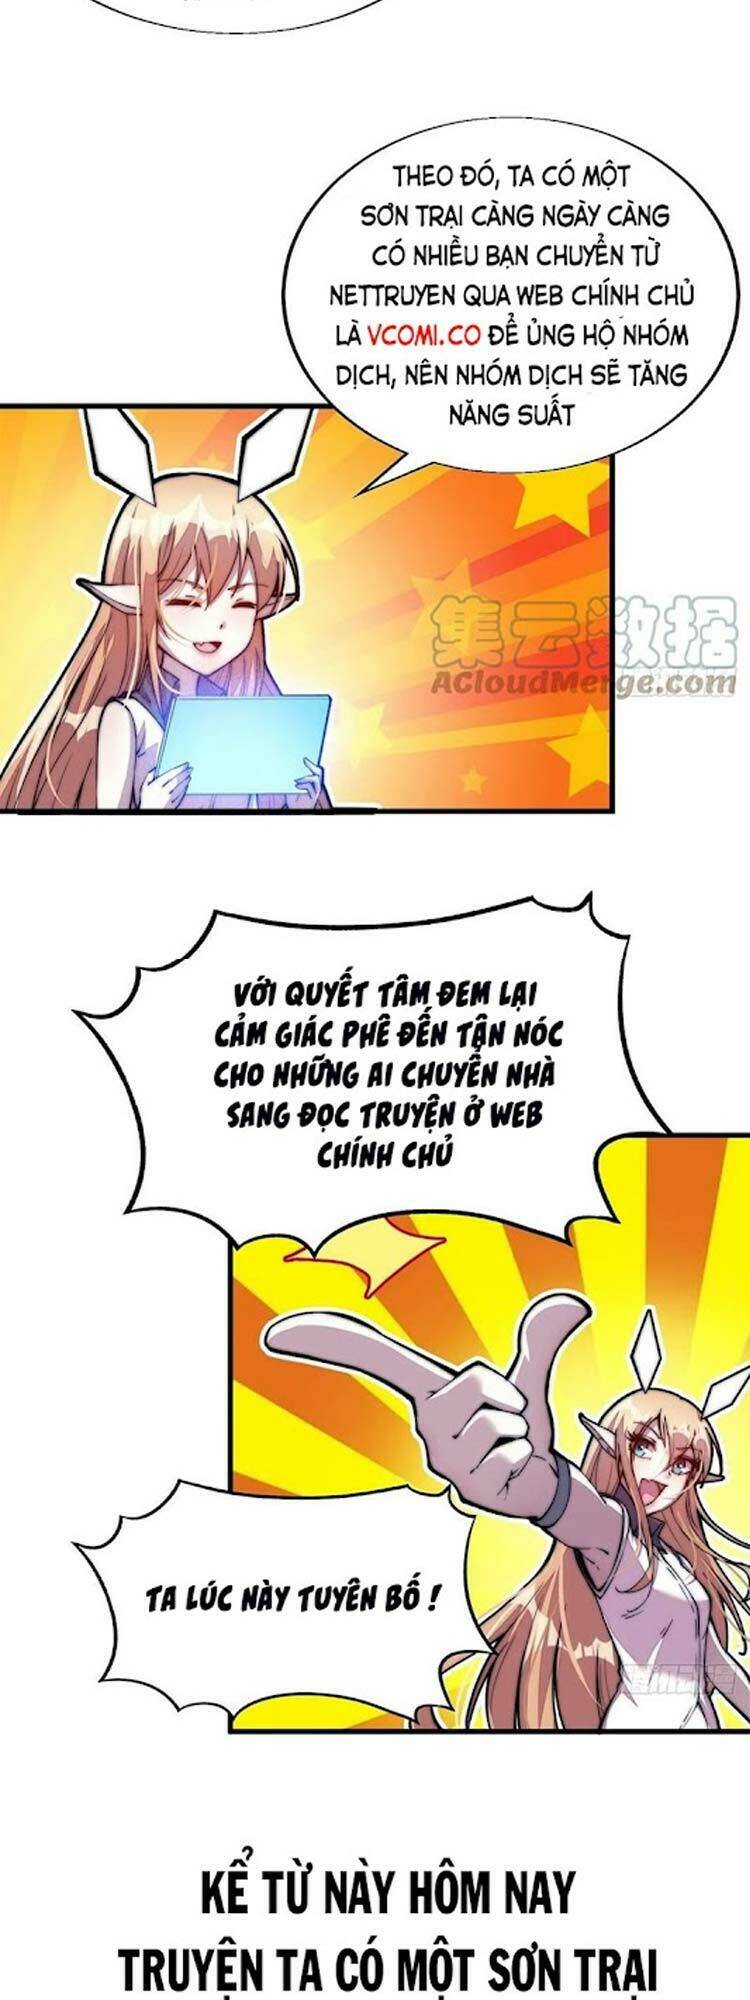 THEO ĐÓ, TA CÓ MỘT
SƠN TRẠI CÀNG NGÀY CÀNG
CÓ NHIỀU BẠN CHUYỂN TỪ
NETTRUYEN QUA WEB CHÍNH CHỦ
LÀ VCOMI.CO ĐỂ ỦNG HỘ NHÓM
DỊCH, NÊN NHÓM DỊCH SẼ TĂNG
NĂNG SUẤT
集云数据
ACloudMerge.com
VỚI QUYẾT TÂM ĐEM LẠI
CẢM GIÁC PHÊ ĐẾN TẬN NÓC
CHO NHỮNG AI CHUYỂN NHÀ
SANG ĐỌC TRUYỆN Ở WEB
CHÍNH CHỦ
TA LÚC NÀY TUYÊN BỐ !
KỂ TỪ NÀY HÔM NAY
TRUYỆN TA CÓ MỘT SƠN TRẠI